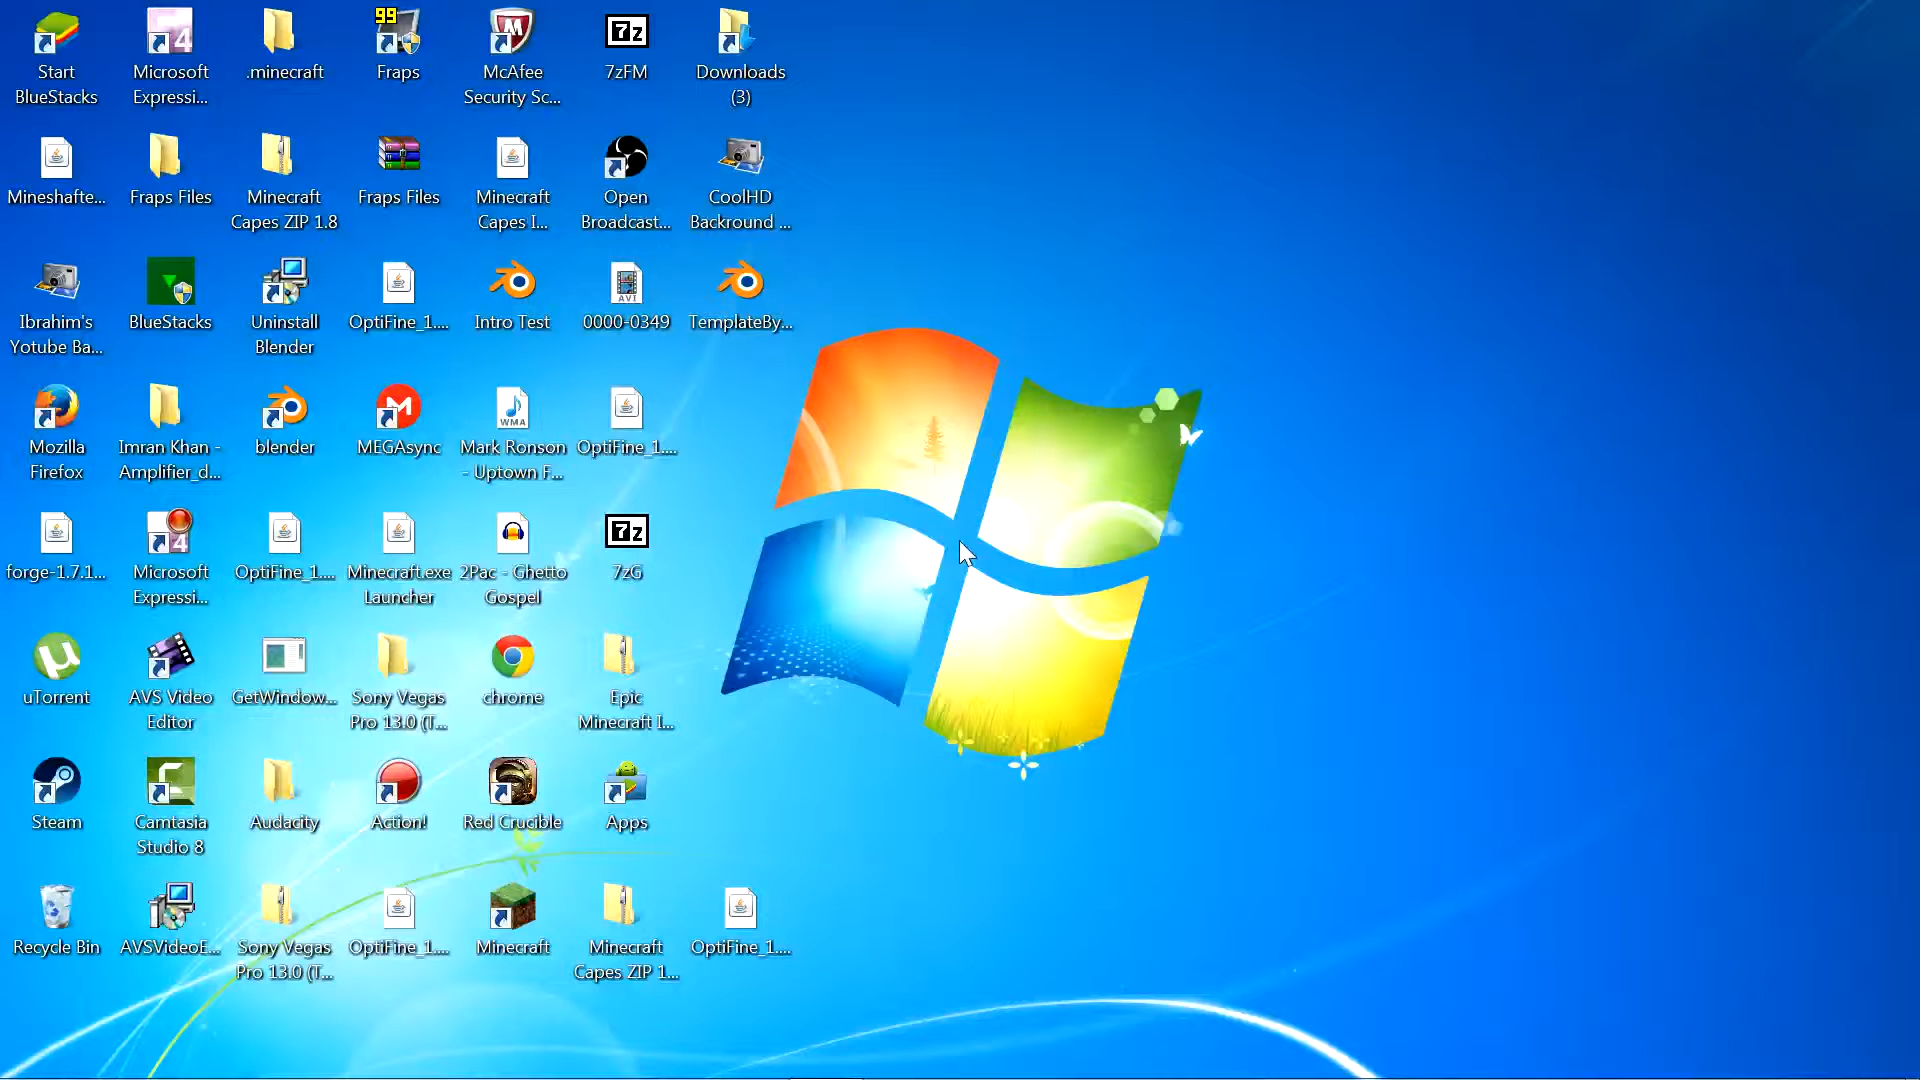 Start
BlueStacks
Microsoft
Expressi...
.minecraft
99
Fraps
McAfee
Security Sc...
7z
7zFM
Downloads
(3)
Mineshafte...
Fraps Files
Minecraft
Capes ZIP 1.8
Fraps Files
Minecraft
Capes I...
Open
Broadcast...
CoolHD
Backround ...
Ibrahim's
Yotube Ba...
BlueStacks
Uninstall
Blender
OptiFine_1....
Intro Test
AVI
0000-0349
TemplateBy...
Mozilla
Firefox
Imran Khan -
Amplifier_d...
blender
MEGAsync
WMA
Mark Ronson
- Uptown F...
OptiFine_1....
forge-1.7.1...
Microsoft
Expressi...
OptiFine_1....
Minecraft.exe
Launcher
2Pac - Ghetto
Gospel
7z
7zG
uTorrent
AVS Video
Editor
GetWindow...
Sony Vegas
Pro 13.0 (T...
chrome
Epic
Minecraft I...
Steam
Camtasia
Studio 8
Audacity
Action!
Red Crucible
Apps
Recycle Bin
AVSVideoE...
Sony Vegas
Pro 13.0 (T...
OptiFine_1....
Minecraft
Minecraft
Capes ZIP 1...
OptiFine_1....